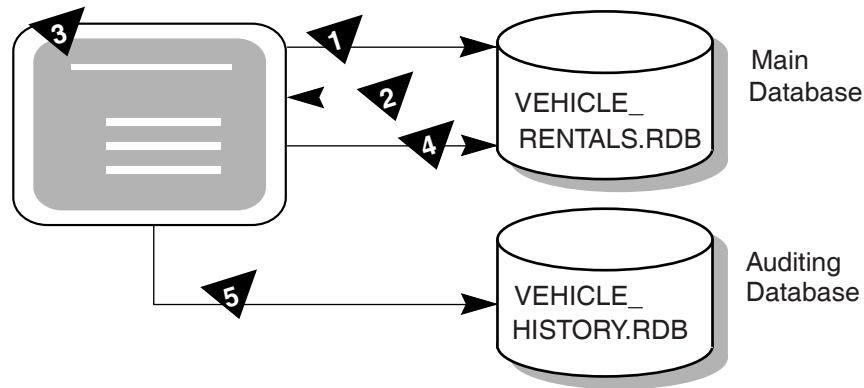 3
1
2
4
5
VEHICLE_
RENTALS.RDB
Main
Database
VEHICLE_
HISTORY.RDB
Auditing
Database